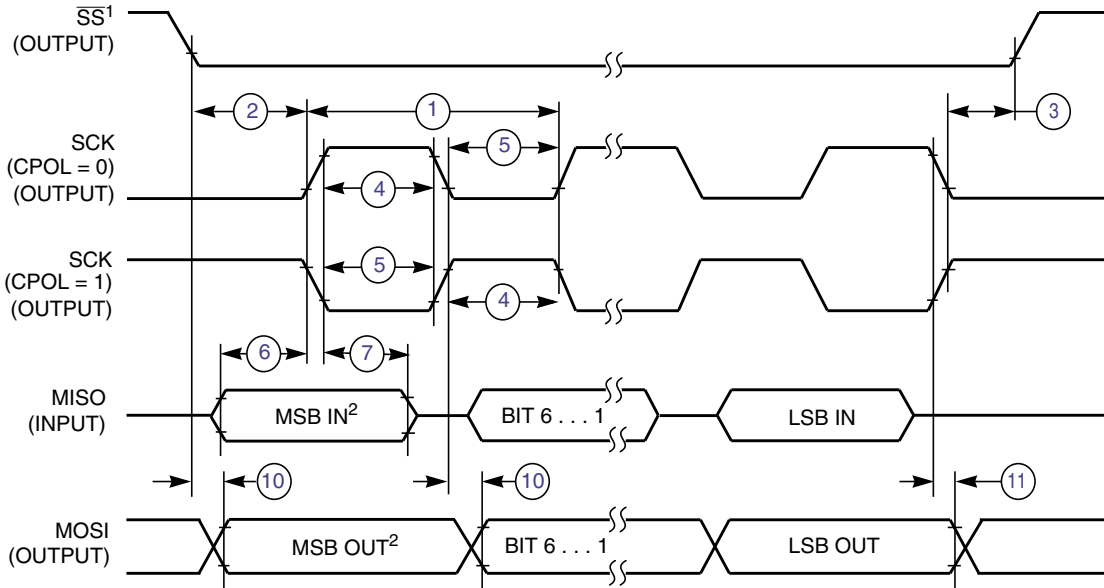 SS¹
(OUTPUT)
2
1
3
SCK
(CPOL = 0)
(OUTPUT)
5
4
SCK
(CPOL = 1)
(OUTPUT)
5
4
6
7
MISO
(INPUT)
MSB IN²
BIT 6 . . . 1
LSB IN
10
10
11
MOSI
(OUTPUT)
MSB OUT²
BIT 6 . . . 1
LSB OUT